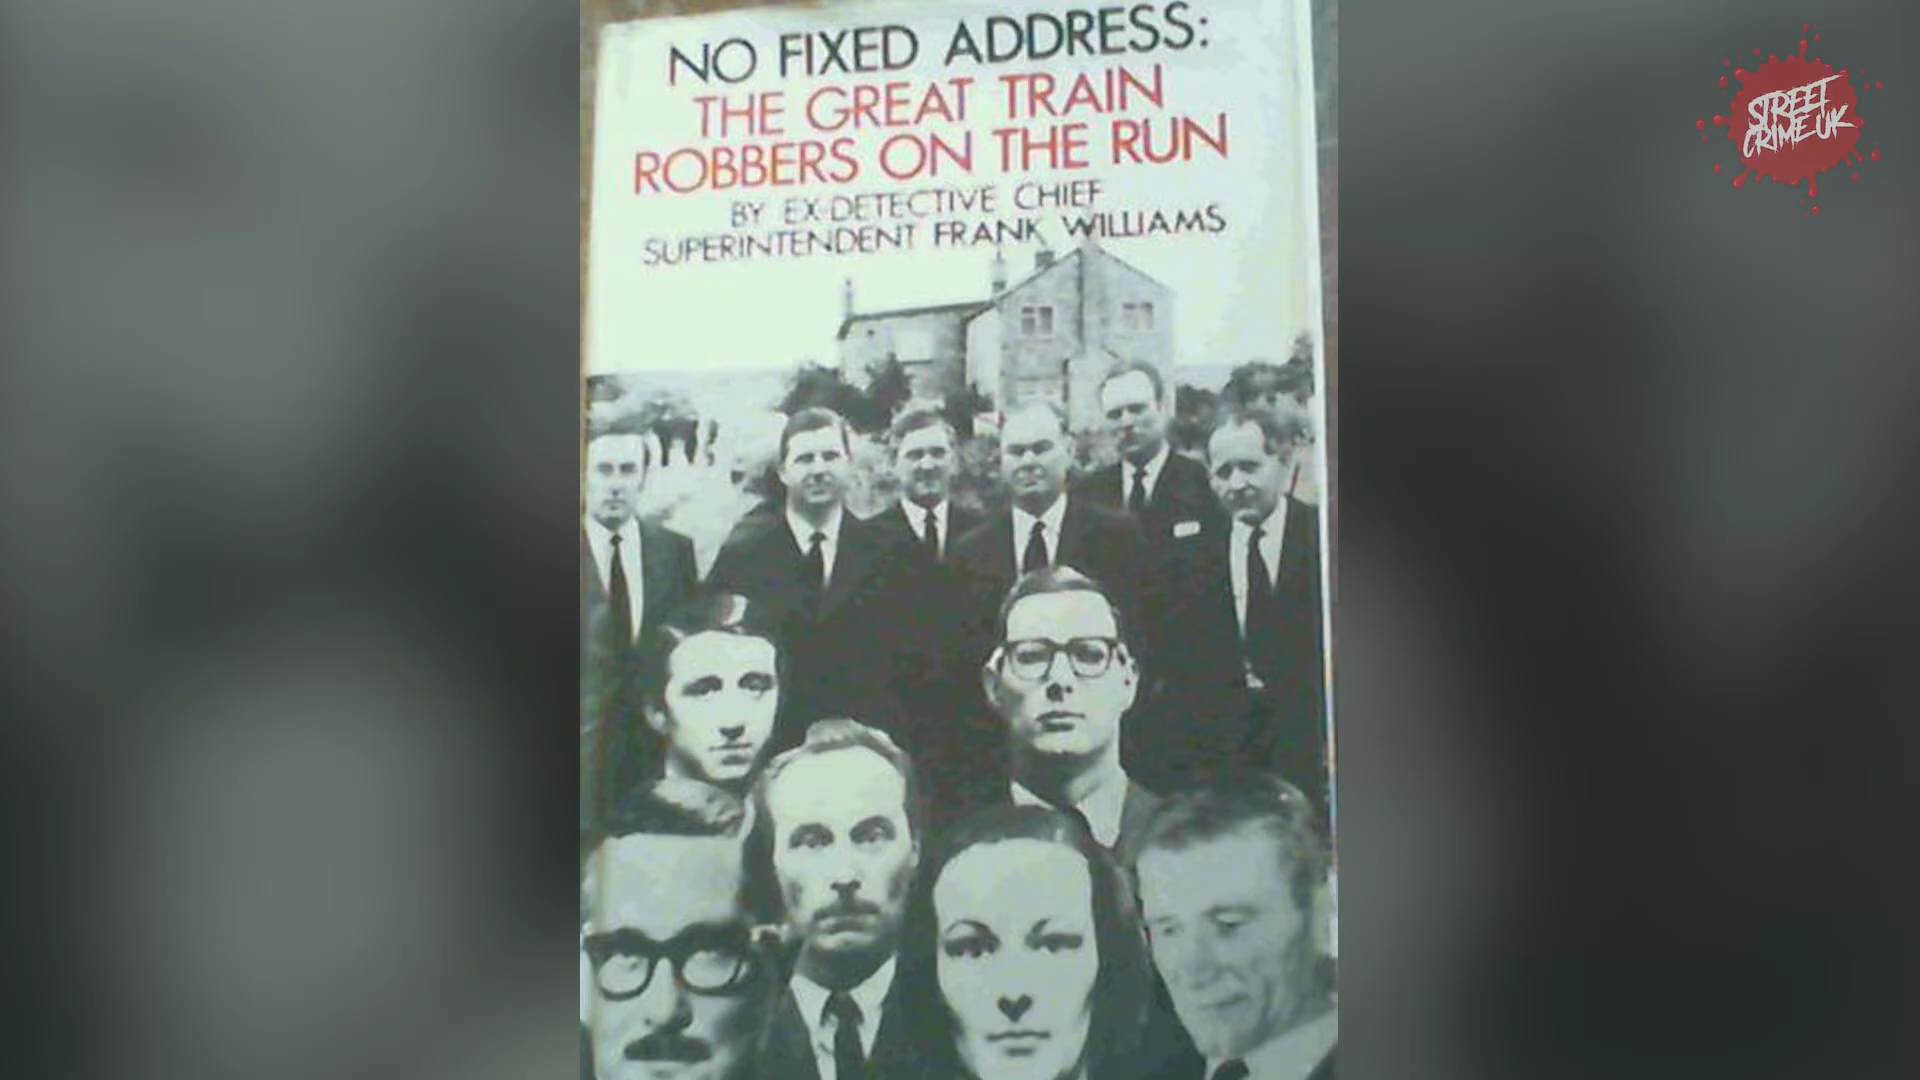 NO FIXED ADDRESS:
THE GREAT TRAIN
ROBBERS ON THE RUN
BY EX-DETECTIVE CHIEF
SUPERINTENDENT FRANK WILLIAMS
STREET
CRIME UK